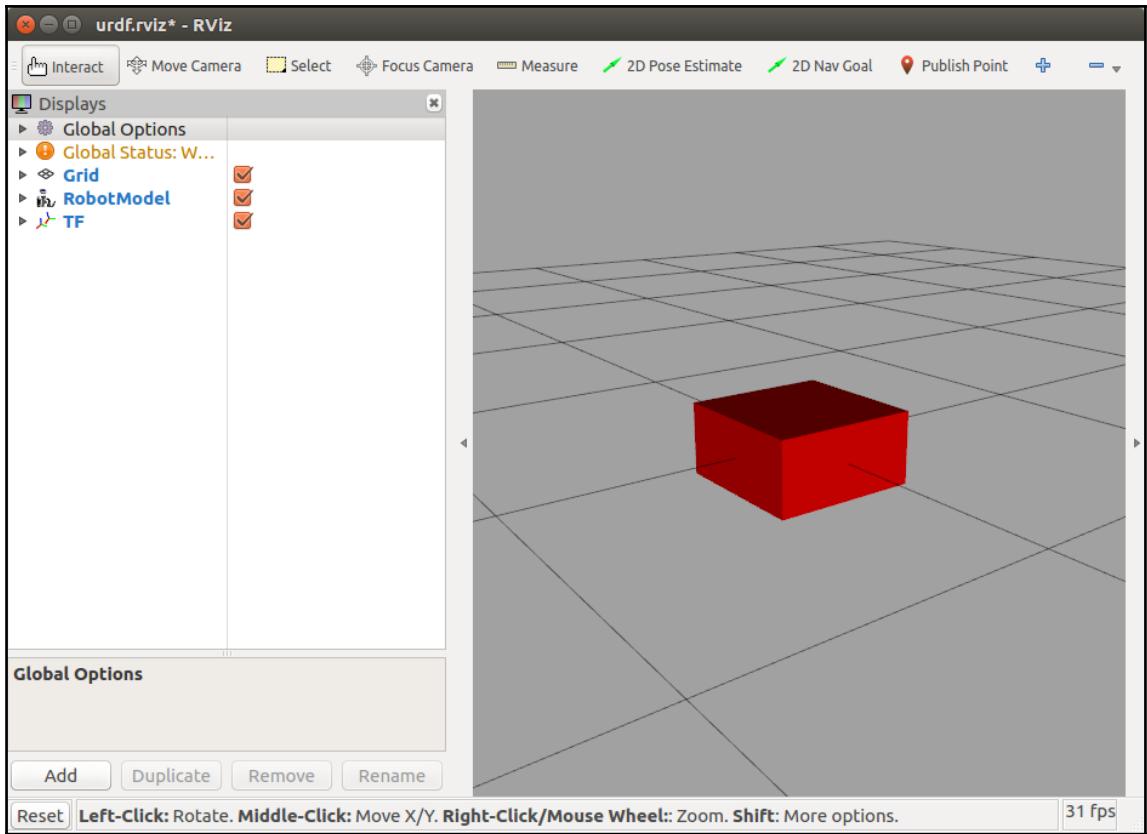 urdf.rviz* - RViz
Interact Move Camera Select Focus Camera Measure 2D Pose Estimate 2D Nav Goal Publish Point
Displays
Global Options
Global Status: W...
Grid
RobotModel
TF
Global Options
Add Duplicate Remove Rename
Reset Left-Click: Rotate. Middle-Click: Move X/Y. Right-Click/Mouse Wheel:: Zoom. Shift: More options. 31 fps